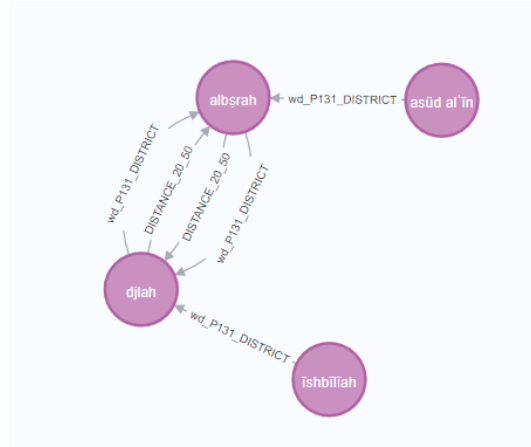 albṣrah
wd_P131_DISTRICT
asūd alʿīn
wd_P131_DISTRICT
DISTANCE_20_50
DISTANCE_20_50
wd_P131_DISTRICT
djlah
wd_P131_DISTRICT
īshbīlīah